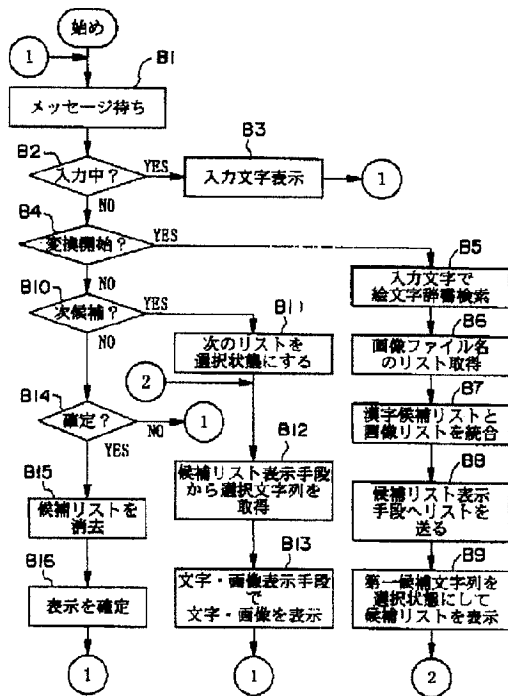 始め
1
B1
メッセージ待ち
B2
入力中?
YES
B3
入力文字表示
1
NO
B4
変換開始?
YES
NO
B5
入力文字で
絵文字辞書検索
B10
次候補?
YES
B11
次のリストを
選択状態にする
B6
画像ファイル名
のリスト取得
NO
2
B7
漢字候補リストと
画像リストを統合
B14
確定?
NO
1
YES
B12
候補リスト表示手段
から選択文字列を
取得
B8
候補リスト表示
手段へリストを
送る
B15
候補リストを
消去
B13
文字・画像表示手段
で
文字・画像を表示
B9
第一候補文字列を
選択状態にして
候補リストを表示
B16
表示を確定
1
1
2